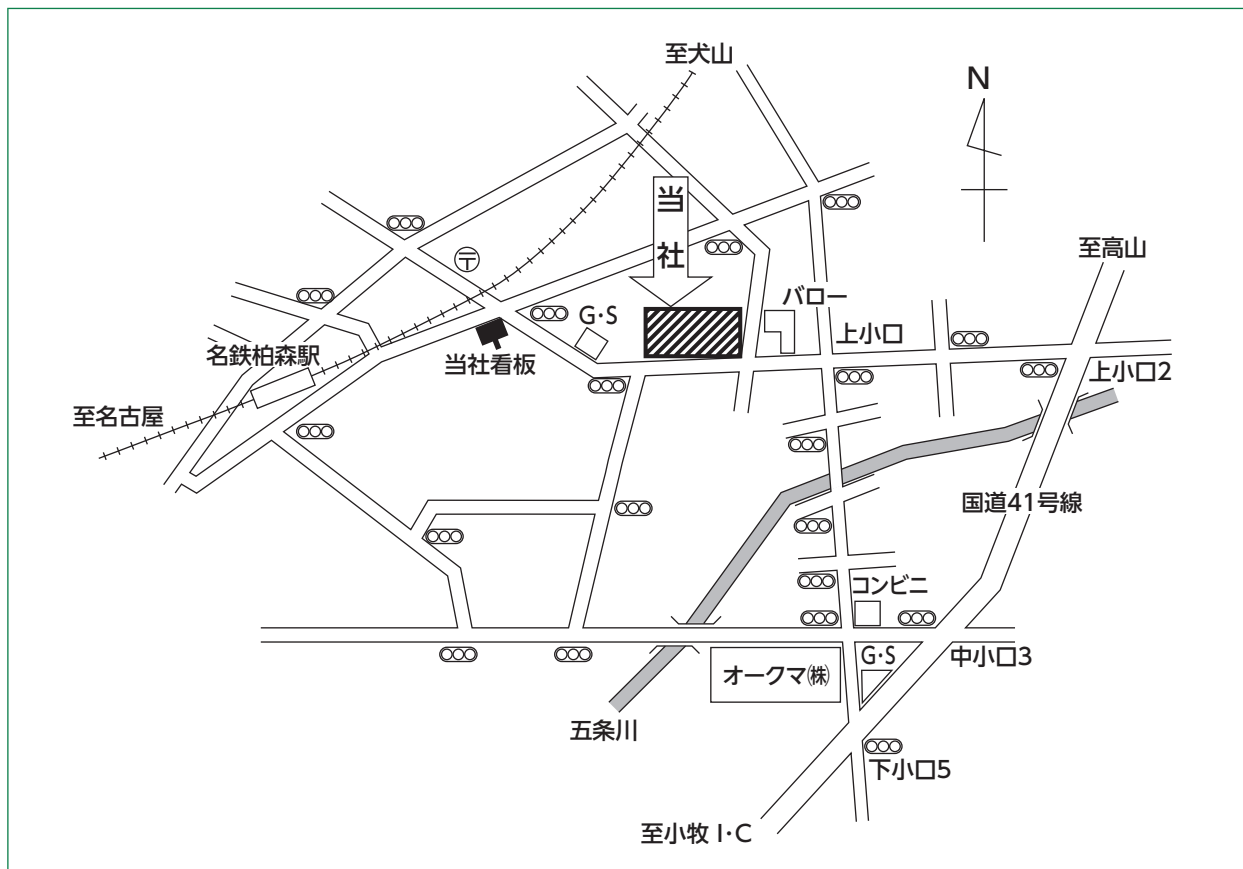 至犬山
N
当社
至高山
〒
バロー
G・S
上小口
名鉄柏森駅
当社看板
上小口2
至名古屋
国道41号線
コンビニ
G・S
中小口3
オークマ㈱
五条川
下小口5
至小牧 I・C